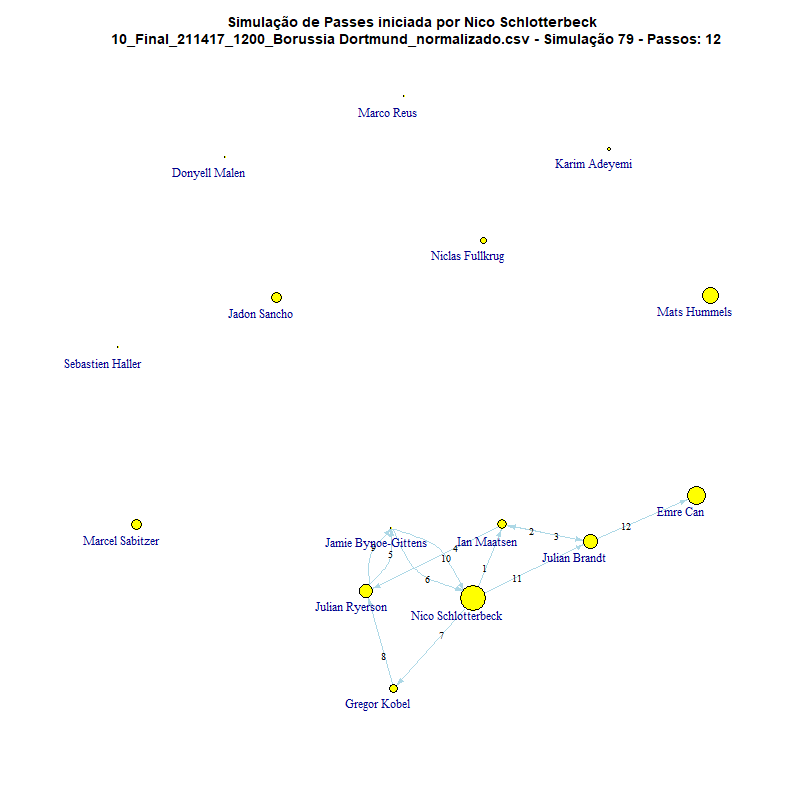 Simulação de Passes iniciada por Nico Schlotterbeck
10_Final_211417_1200_Borussia Dortmund_normalizado.csv - Simulação 79 - Passos: 12
Marco Reus
Karim Adeyemi
Donyell Malen
Niclas Fullkrug
Mats Hummels
Jadon Sancho
Sebastien Haller
Emre Can
12
2
3
Marcel Sabitzer
Jamie Bynoe-Gittens
Ian Maatsen
9
4
5
10
Julian Brandt
1
6
11
Julian Ryerson
Nico Schlotterbeck
7
8
Gregor Kobel